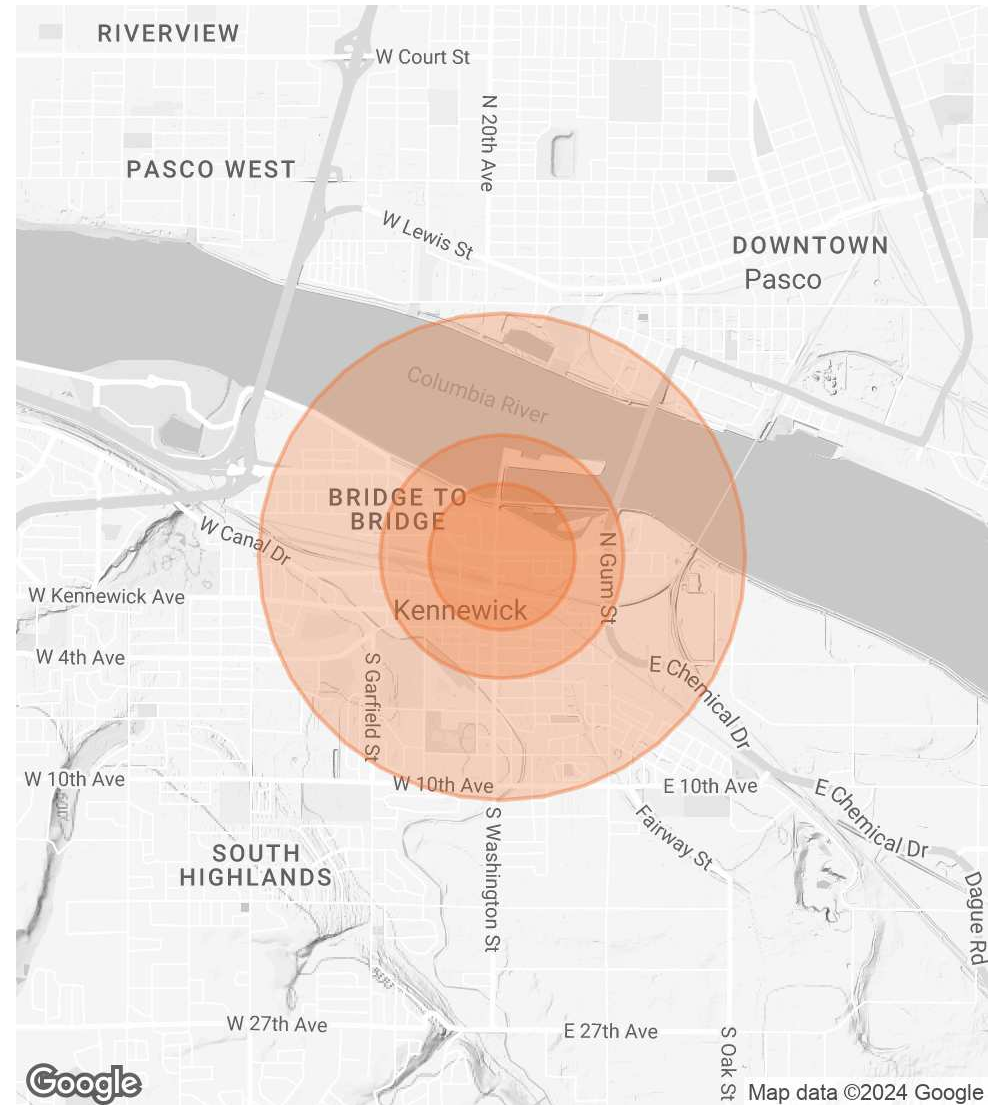 RIVERVIEW
W Court St
N 20th Ave
PASCO WEST
W Lewis St
DOWNTOWN
Pasco
Columbia River
BRIDGE TO
BRIDGE
W Canal Dr
N Gum St
W Kennewick Ave
Kennewick
W 4th Ave
S Garfield St
E Chemical Dr
W 10th Ave
W 10th Ave
E 10th Ave
E Chemical Dr
Fairway St
S Washington St
SOUTH
HIGHLANDS
Dague Rd
W 27th Ave
E 27th Ave
S Oak St
Google
Map data ©2024 Google